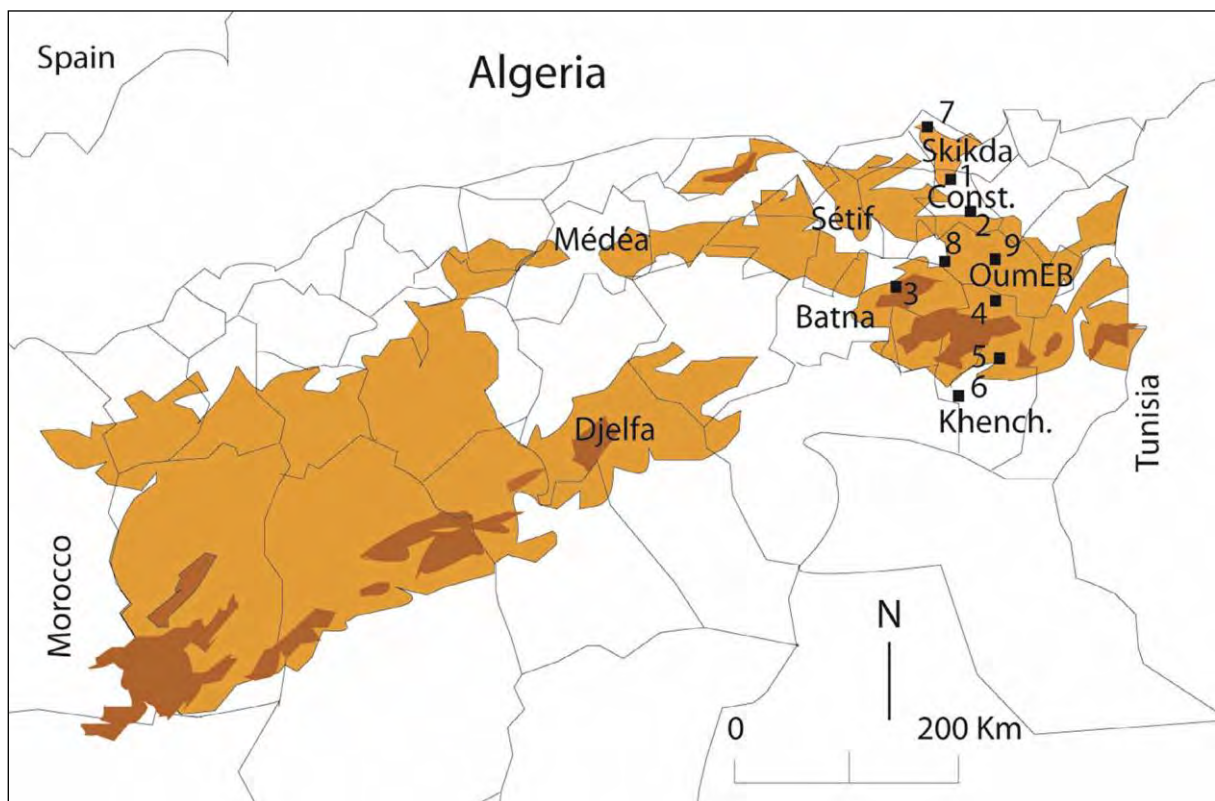 Spain
Algeria
7
Skikda
1
Const.
2
Sétif
Médéa
8
9
OumEB
3
4
Batna
5
6
Khench.
Djelfa
Tunisia
Morocco
N
0
200 Km